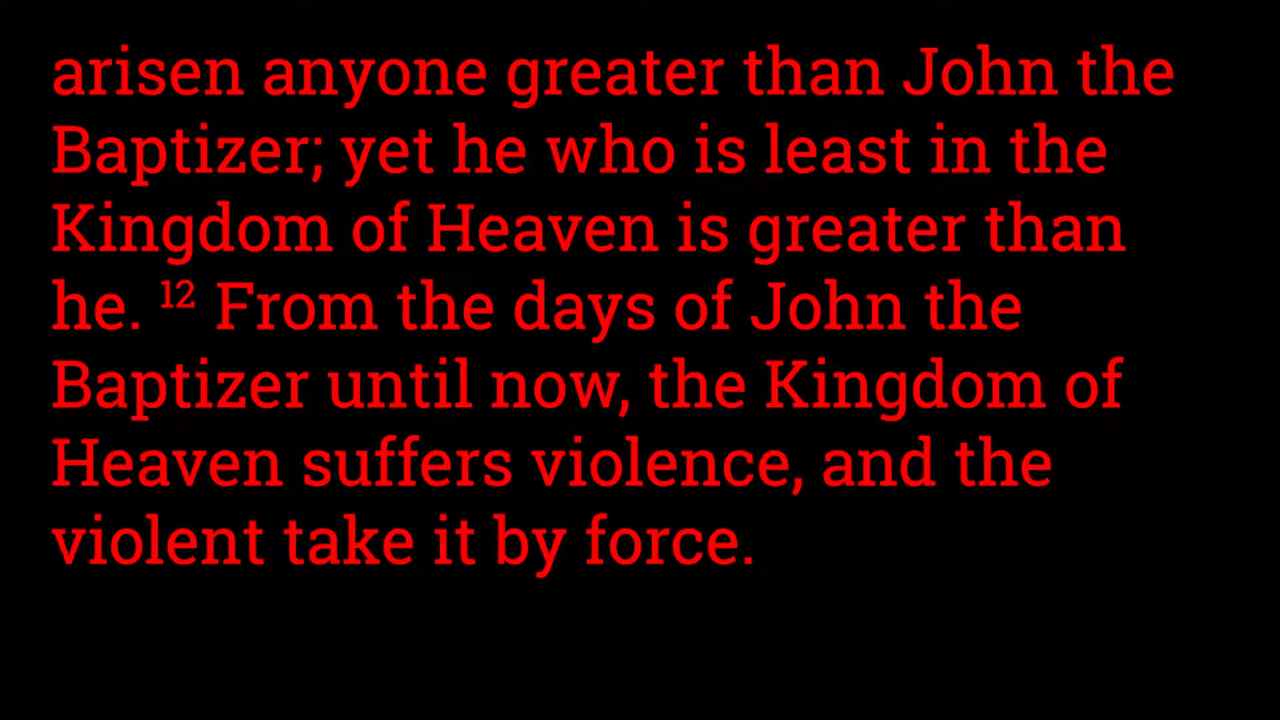 arisen anyone greater than John the
Baptizer; yet he who is least in the
Kingdom of Heaven is greater than
he. 12 From the days of John the
Baptizer until now, the Kingdom of
Heaven suffers violence, and the
violent take it by force.